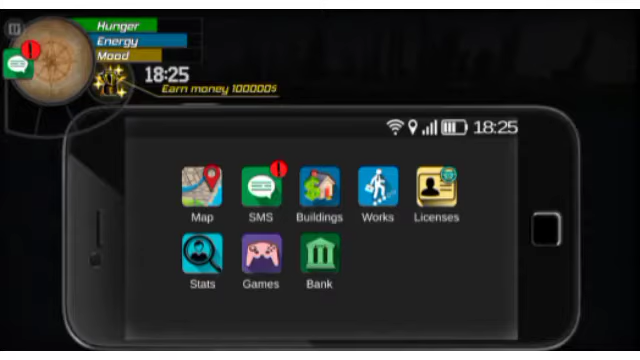 Hunger
Energy
Mood
18:25
Earn money 100000$
18:25
Map SMS Buildings Works Licenses
Stats Games Bank